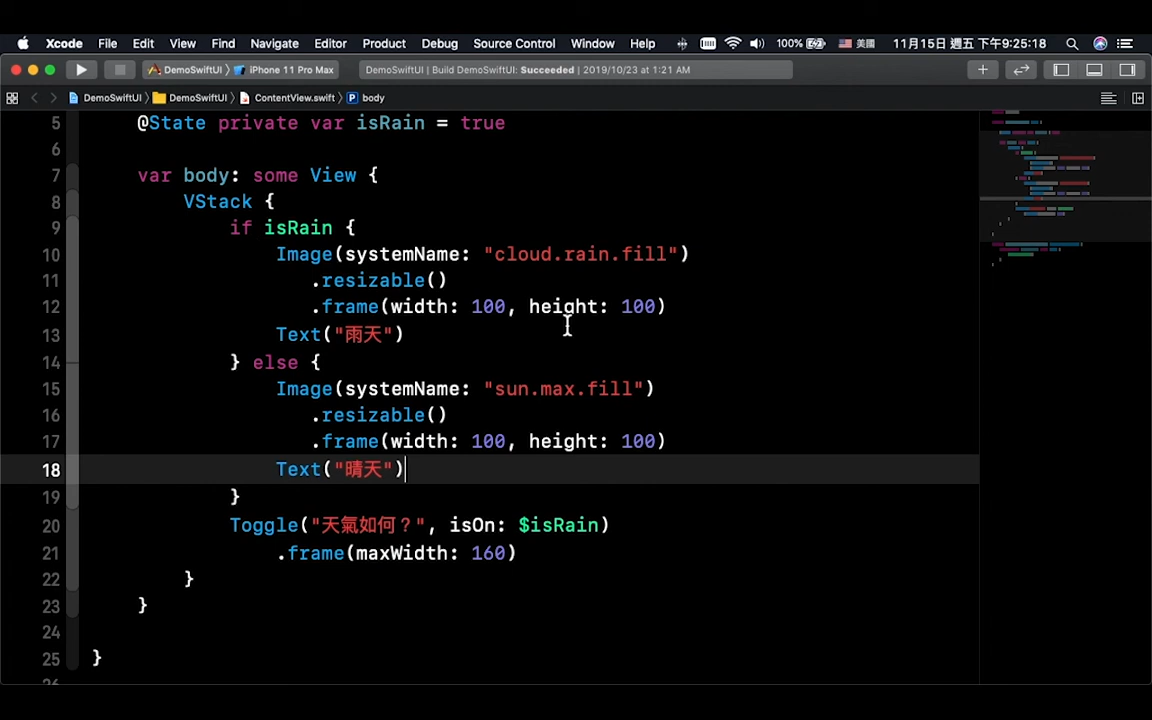 Xcode File Edit View Find Navigate Editor Product Debug Source Control Window Help 100% 美國 11月15日 週五 下午9:25:18
DemoSwiftUI 〉 iPhone 11 Pro Max DemoSwiftUI | Build DemoSwiftUI: Succeeded | 2019/10/23 at 1:21 AM
DemoSwiftUI 〉 DemoSwiftUI 〉 ContentView.swift 〉 P body
5 @State private var isRain = true
6
7 var body: some View {
8 VStack {
9 if isRain {
10 Image(systemName: "cloud.rain.fill")
11 .resizable()
12 .frame(width: 100, height: 100)
13 Text("雨天")
14 } else {
15 Image(systemName: "sun.max.fill")
16 .resizable()
17 .frame(width: 100, height: 100)
18 Text("晴天")
19 }
20 Toggle("天氣如何？", isOn: $isRain)
21 .frame(maxWidth: 160)
22 }
23 }
24
25 }